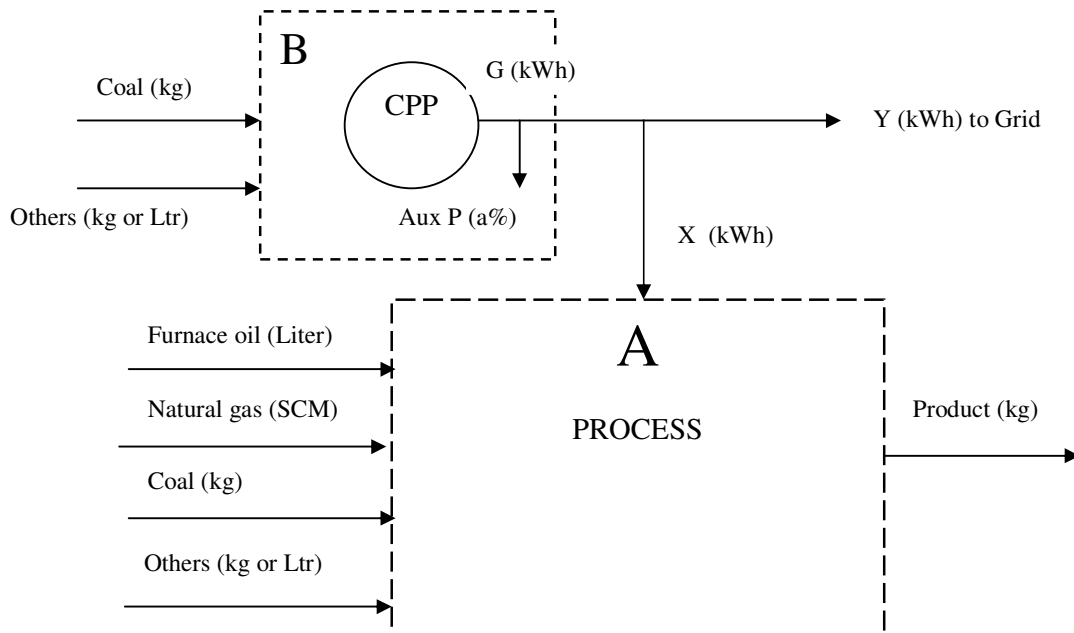 B
G (kWh)
Coal (kg)
CPP
Y (kWh) to Grid
Others (kg or Ltr)
Aux P (a%)
X (kWh)
Furnace oil (Liter)
A
Natural gas (SCM)
Product (kg)
PROCESS
Coal (kg)
Others (kg or Ltr)